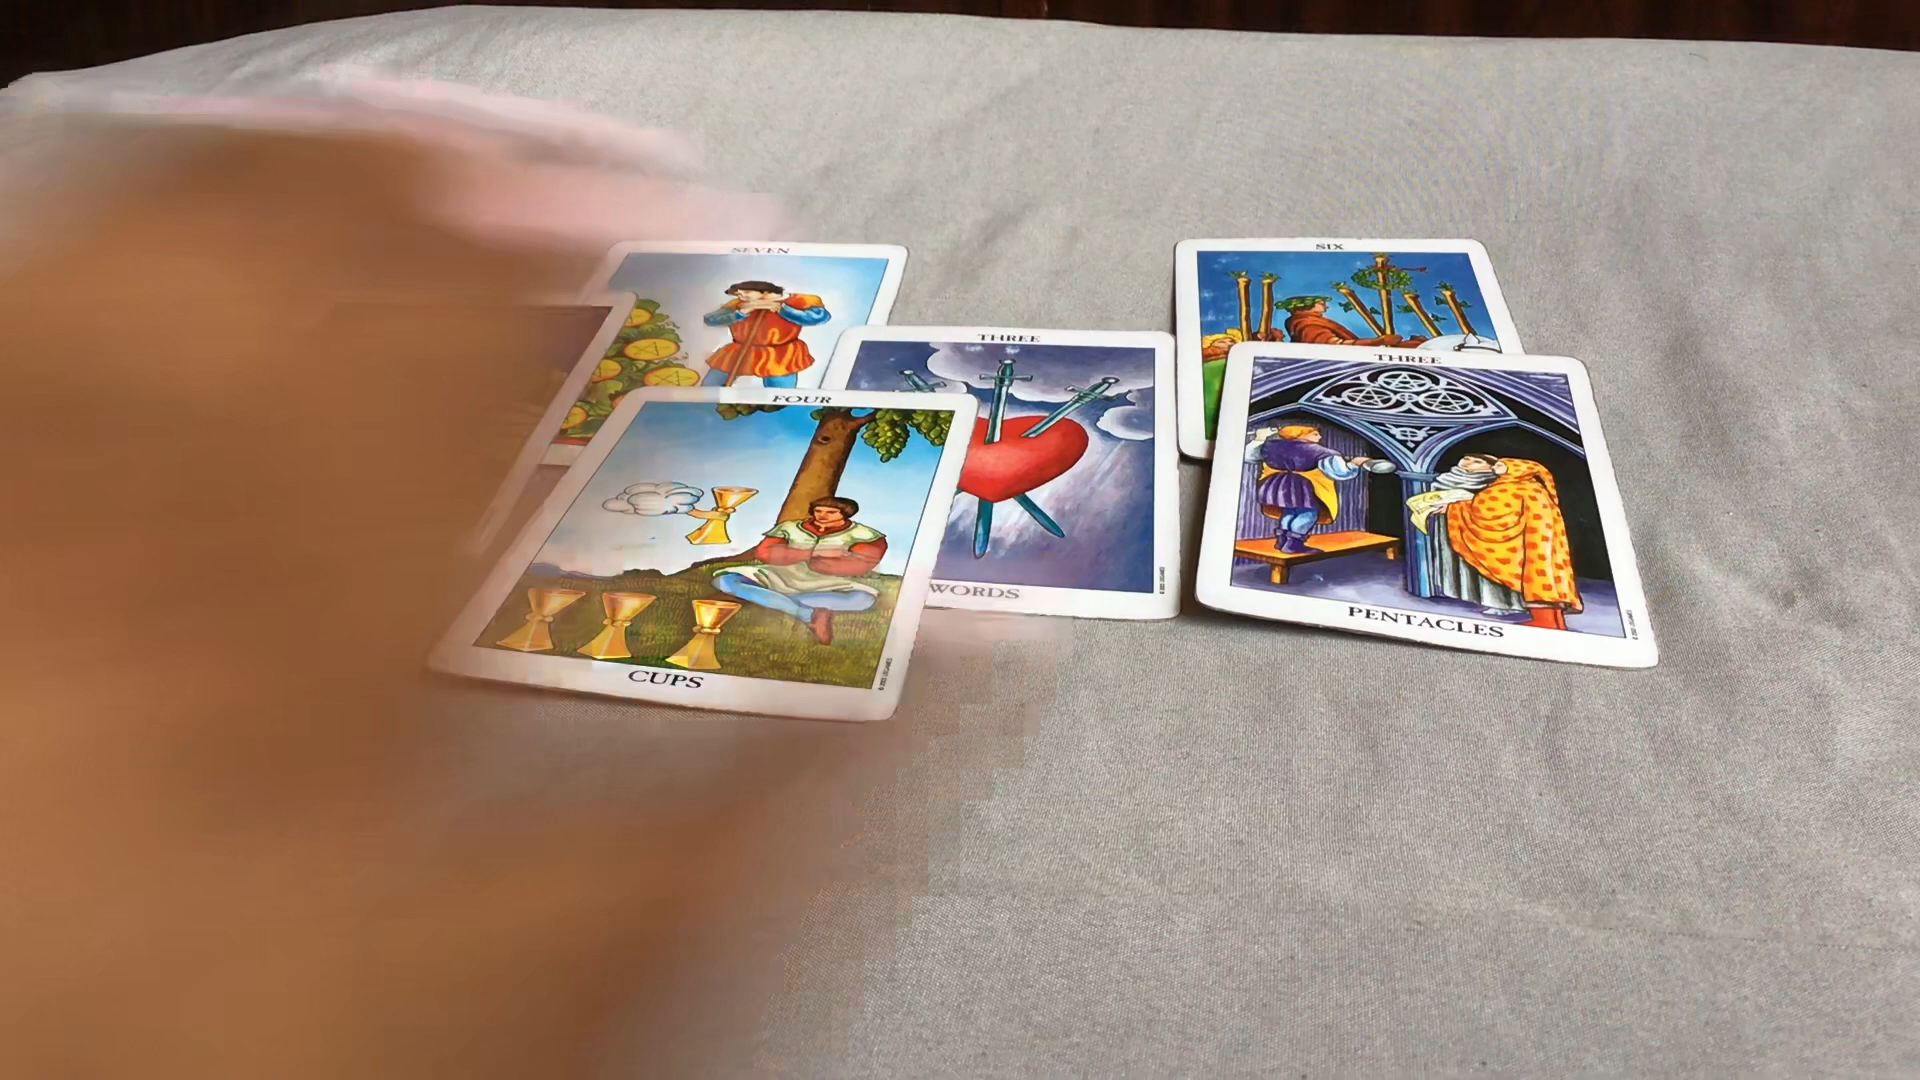 SEVEN
SIX
THREE
THREE
FOUR
WORDS
PENTACLES
CUPS